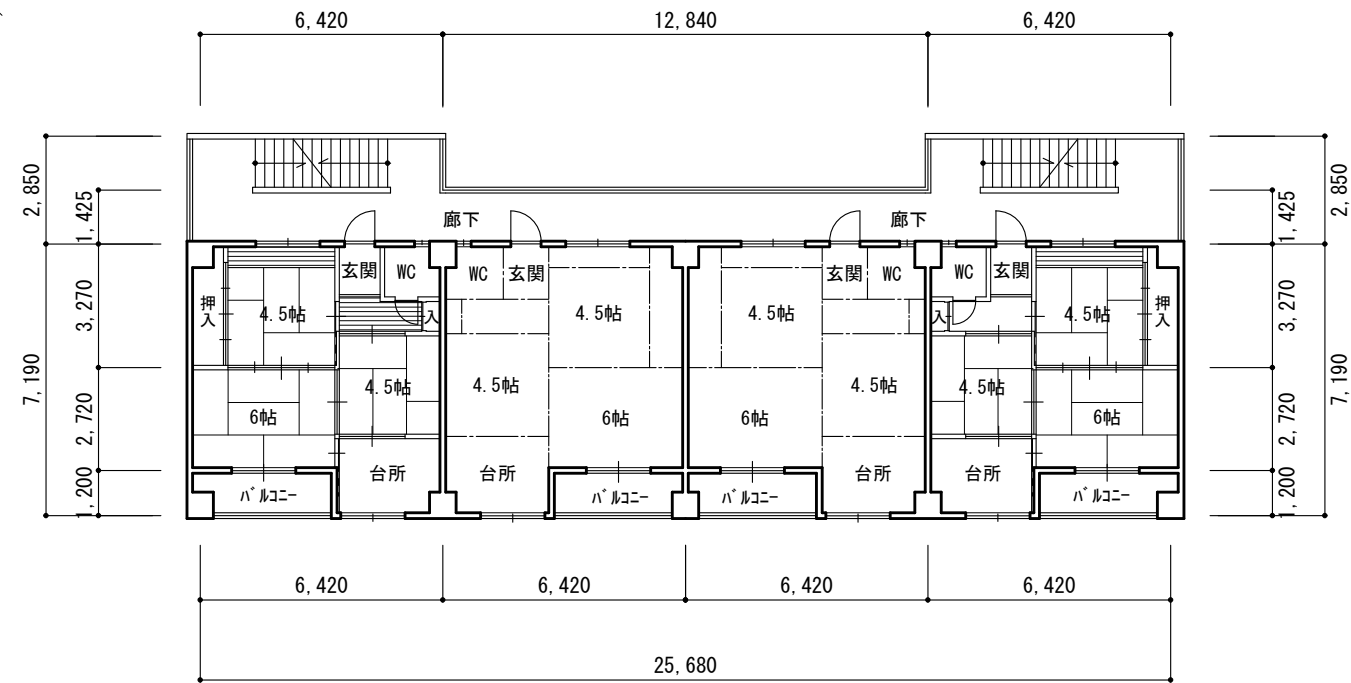 6,420 12,840 6,420
2,850
1,425
7,190
3,270
2,720
1,200
廊下 廊下
玄関 WC WC 玄関 玄関 WC WC 玄関
押入 4.5帖 入 4.5帖 4.5帖 入 4.5帖 押入
6帖 4.5帖 4.5帖 6帖 6帖 4.5帖 4.5帖 6帖
台所 台所 台所 台所
バルコニー バルコニー バルコニー バルコニー
1,425
2,850
3,270
2,720
1,200
7,190
6,420 6,420 6,420 6,420
25,680